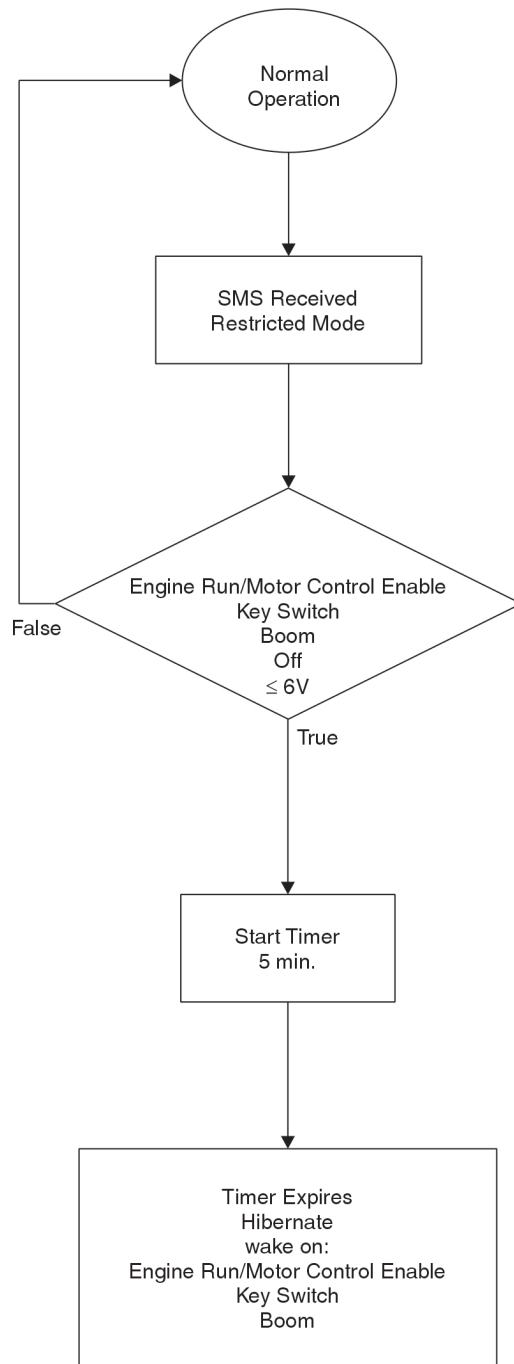 Normal
Operation
SMS Received
Restricted Mode
Engine Run/Motor Control Enable
Key Switch
Boom
Off
≤ 6V
False
True
Start Timer
5 min.
Timer Expires
Hibernate
wake on:
Engine Run/Motor Control Enable
Key Switch
Boom